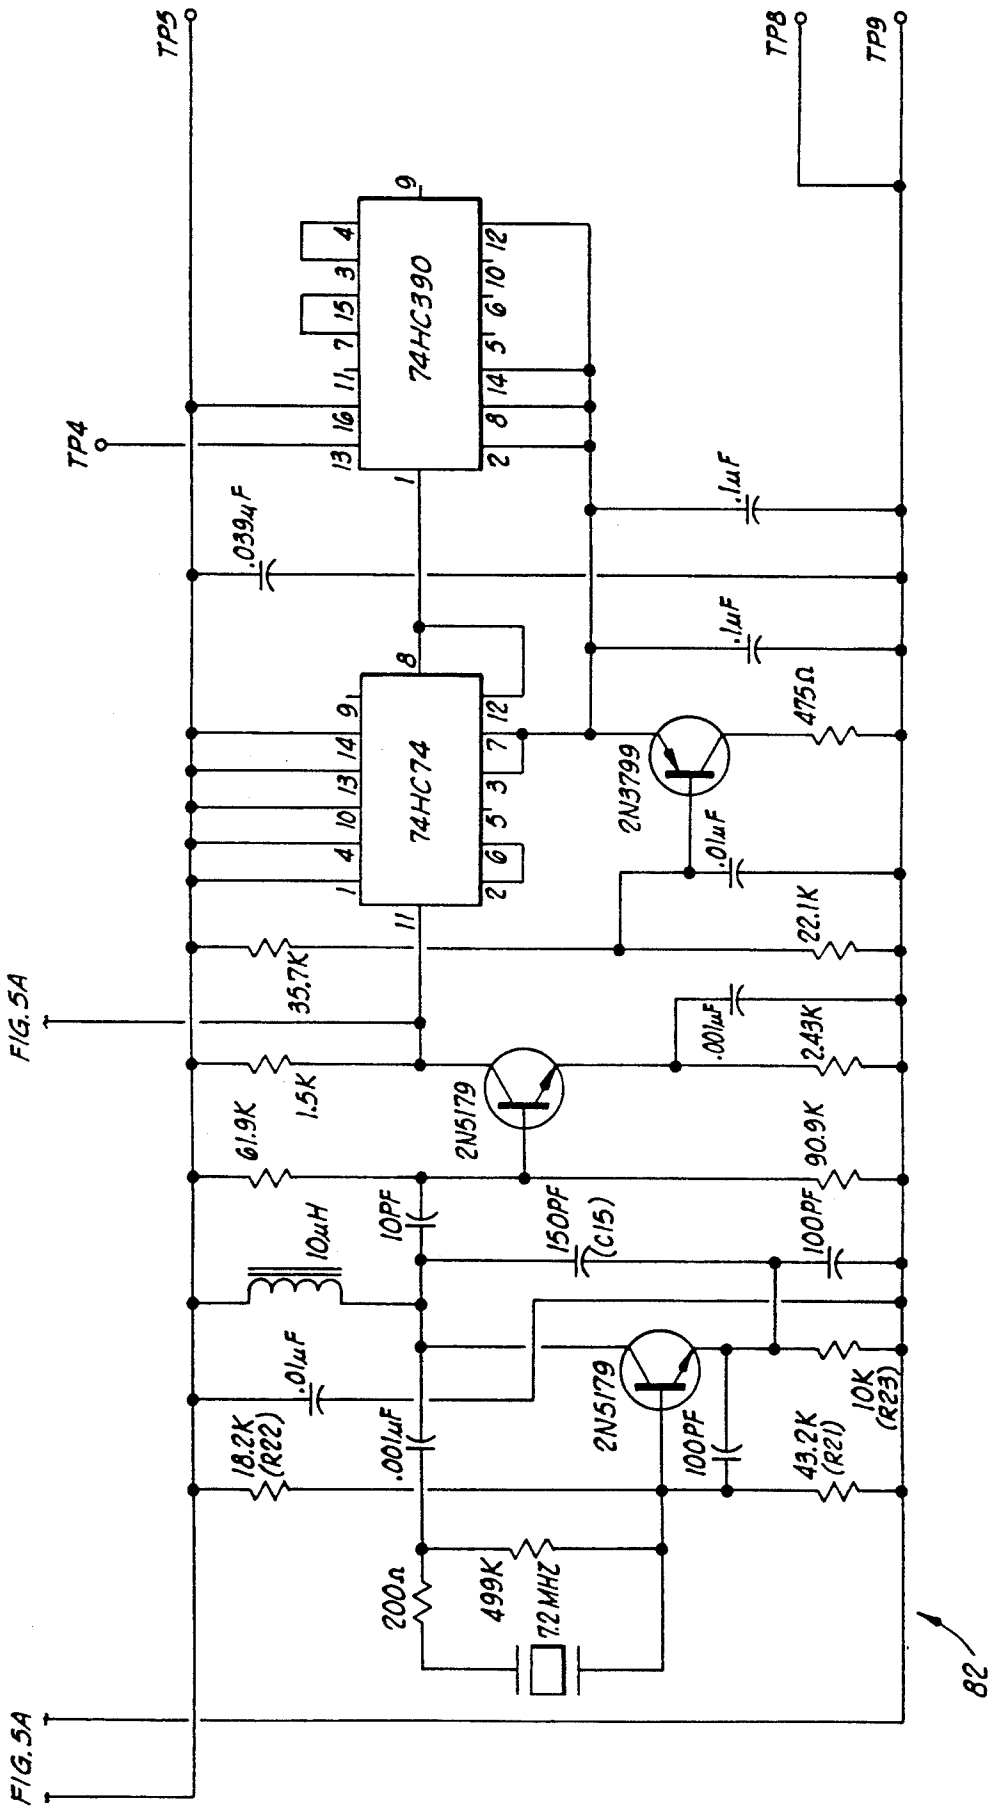 FIG. 5A
FIG. 5A
TP4
TP5
TP8
TP9
18.2K
(R22)
.01µF
10µH
61.9K
1.5K
35.7K
.039µF
200Ω
499K
7.2MHZ
.001µF
10PF
2N5179
100PF
43.2K
(R21)
10K
(R23)
150PF
(C15)
100PF
2N5179
90.9K
2.43K
.001µF
22.1K
.01µF
2N3799
475Ω
.1µF
.1µF
74HC74
11
1
4
10
13
14
9
8
2
6
5
3
7
12
74HC390
1
13
16
11
7
15
3
4
9
2
8
14
5
6
10
12
82